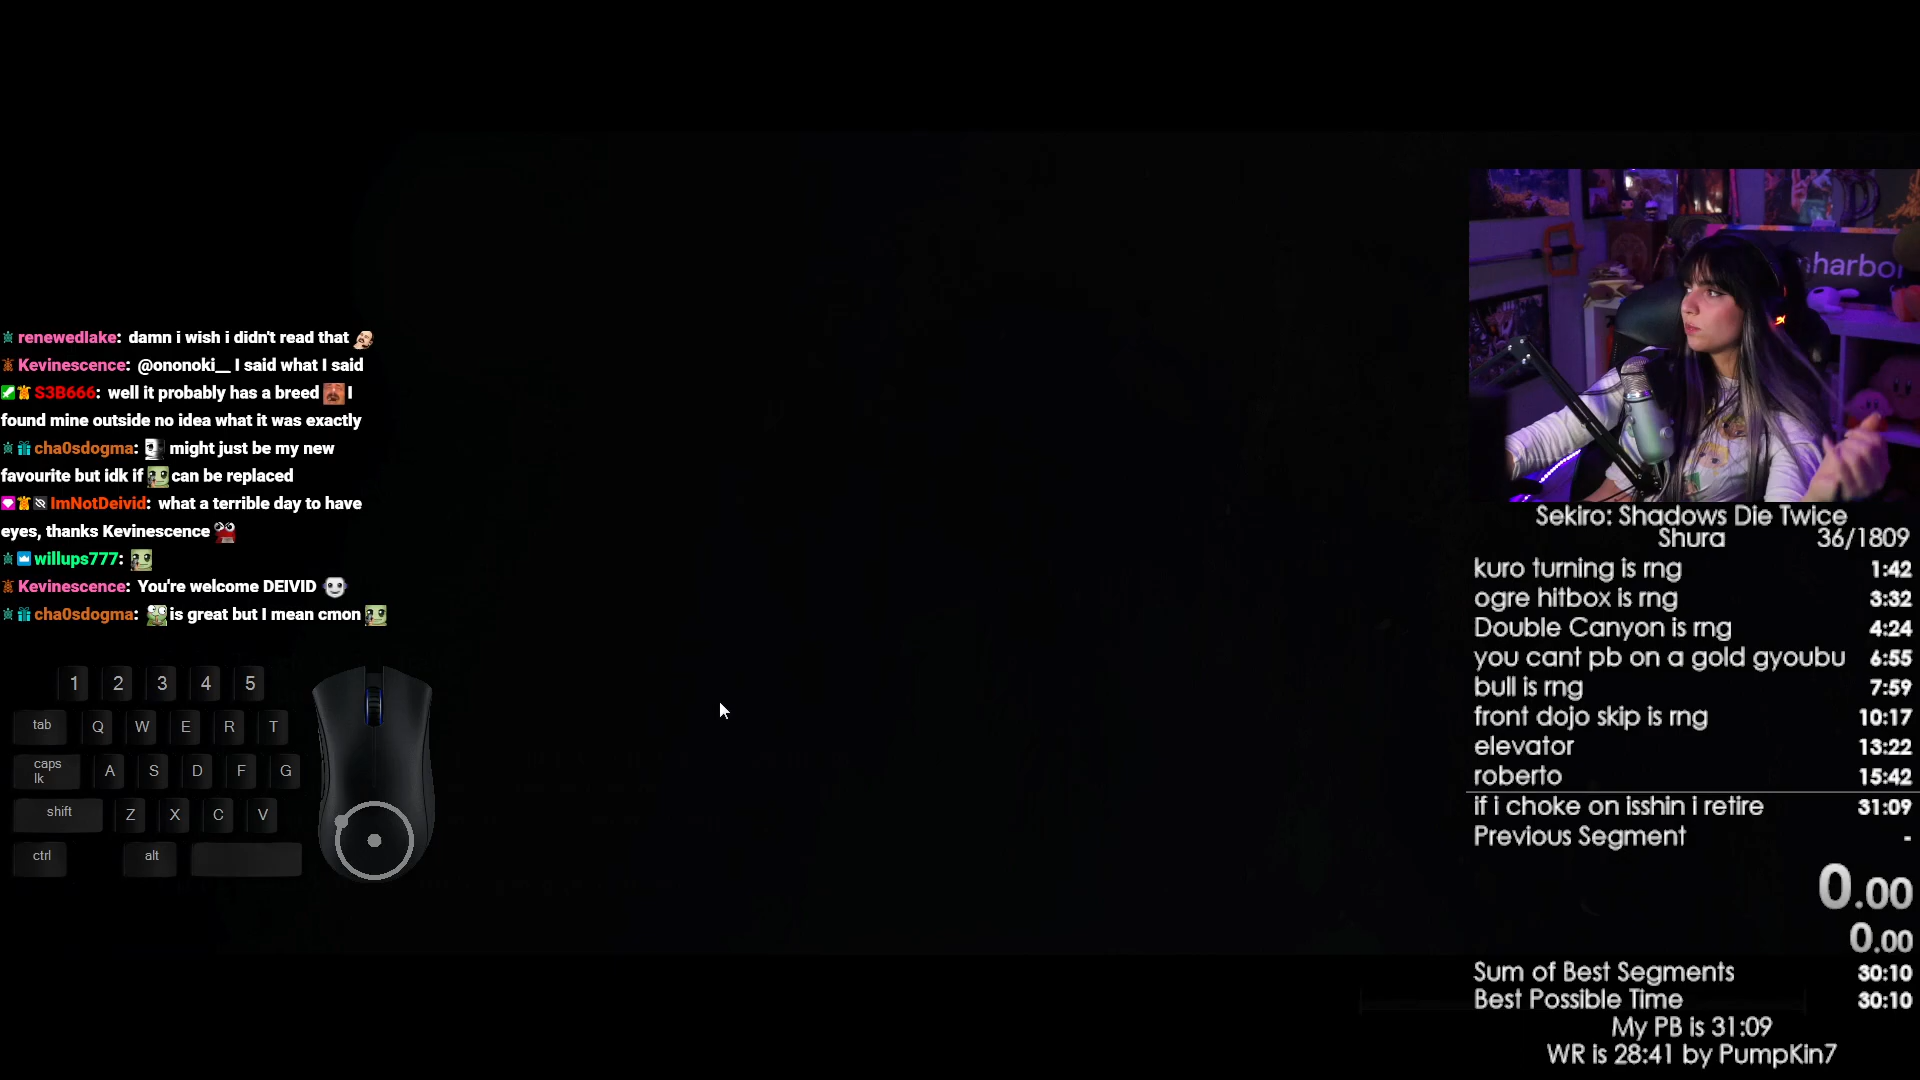 renewedlake: damn i wish i didn't read that
Kevinescence: @ononoki__ I said what I said
S3B666: well it probably has a breed I
found mine outside no idea what it was exactly
cha0sdogma: might just be my new
favourite but idk if can be replaced
ImNotDeivid: what a terrible day to have
eyes, thanks Kevinescence
willups777:
Kevinescence: You're welcome DEIVID
cha0sdogma: is great but I mean cmon
1 2 3 4 5
tab Q W E R T
caps
lk A S D F G
shift Z X C V
ctrl alt
harbor
Sekiro: Shadows Die Twice
Shura 36/1809
kuro turning is rng 1:42
ogre hitbox is rng 3:32
Double Canyon is rng 4:24
you cant pb on a gold gyoubu 6:55
bull is rng 7:59
front dojo skip is rng 10:17
elevator 13:22
roberto 15:42
if i choke on isshin i retire 31:09
Previous Segment -
0.00
0.00
Sum of Best Segments 30:10
Best Possible Time 30:10
My PB is 31:09
WR is 28:41 by PumpKin7